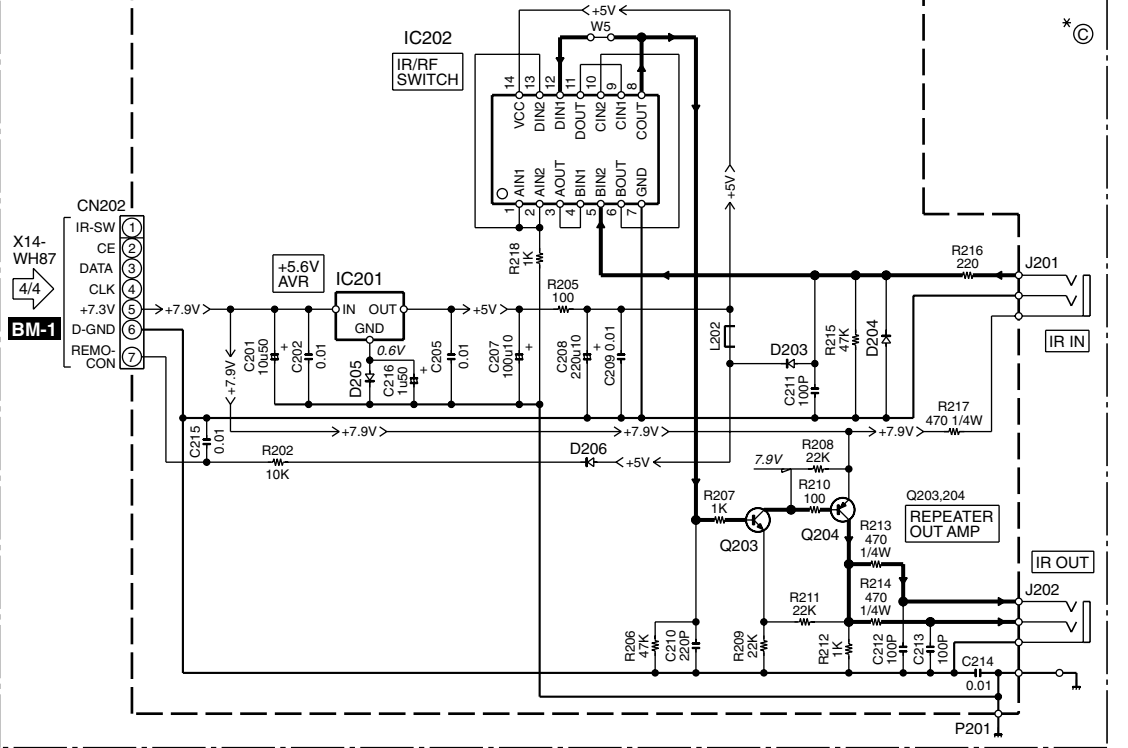 +5V
W5
* ©
IC202
IR/RF
SWITCH
14
13
12
11
10
9
8
VCC
DIN2
DIN1
DOUT
CIN2
CIN1
COUT
AIN1
AIN2
AOUT
BIN1
BIN2
BOUT
GND
1
2
3
4
5
6
7
+5V
CN202
IR-SW 1
CE 2
DATA 3
CLK 4
+7.3V 5
D-GND 6
REMO-
CON 7
X14-
WH87
4/4
BM-1
+7.9V
+5.6V
AVR
IC201
IN OUT
GND
0.6V
+5V
R218
1K
R205
100
R216
220
J201
IR IN
+7.9V
C201
10u50
+
C202
0.01
D205
C216
1u50
+
C205
0.01
C207
100u10
+
C208
220u10
+
C209 0.01
L202
D203
C211
100P
R215
47K
D204
R217
470 1/4W
C215
0.01
+7.9V
+7.9V
+7.9V
R202
10K
D206
+5V
7.9V
R208
22K
R210
100
R207
1K
Q203
Q204
Q203,204
REPEATER
OUT AMP
R213
470
1/4W
R214
470
1/4W
IR OUT
J202
R211
22K
R206
47K
C210
220P
R209
22K
R212
1K
C212
100P
C213
100P
C214
0.01
P201